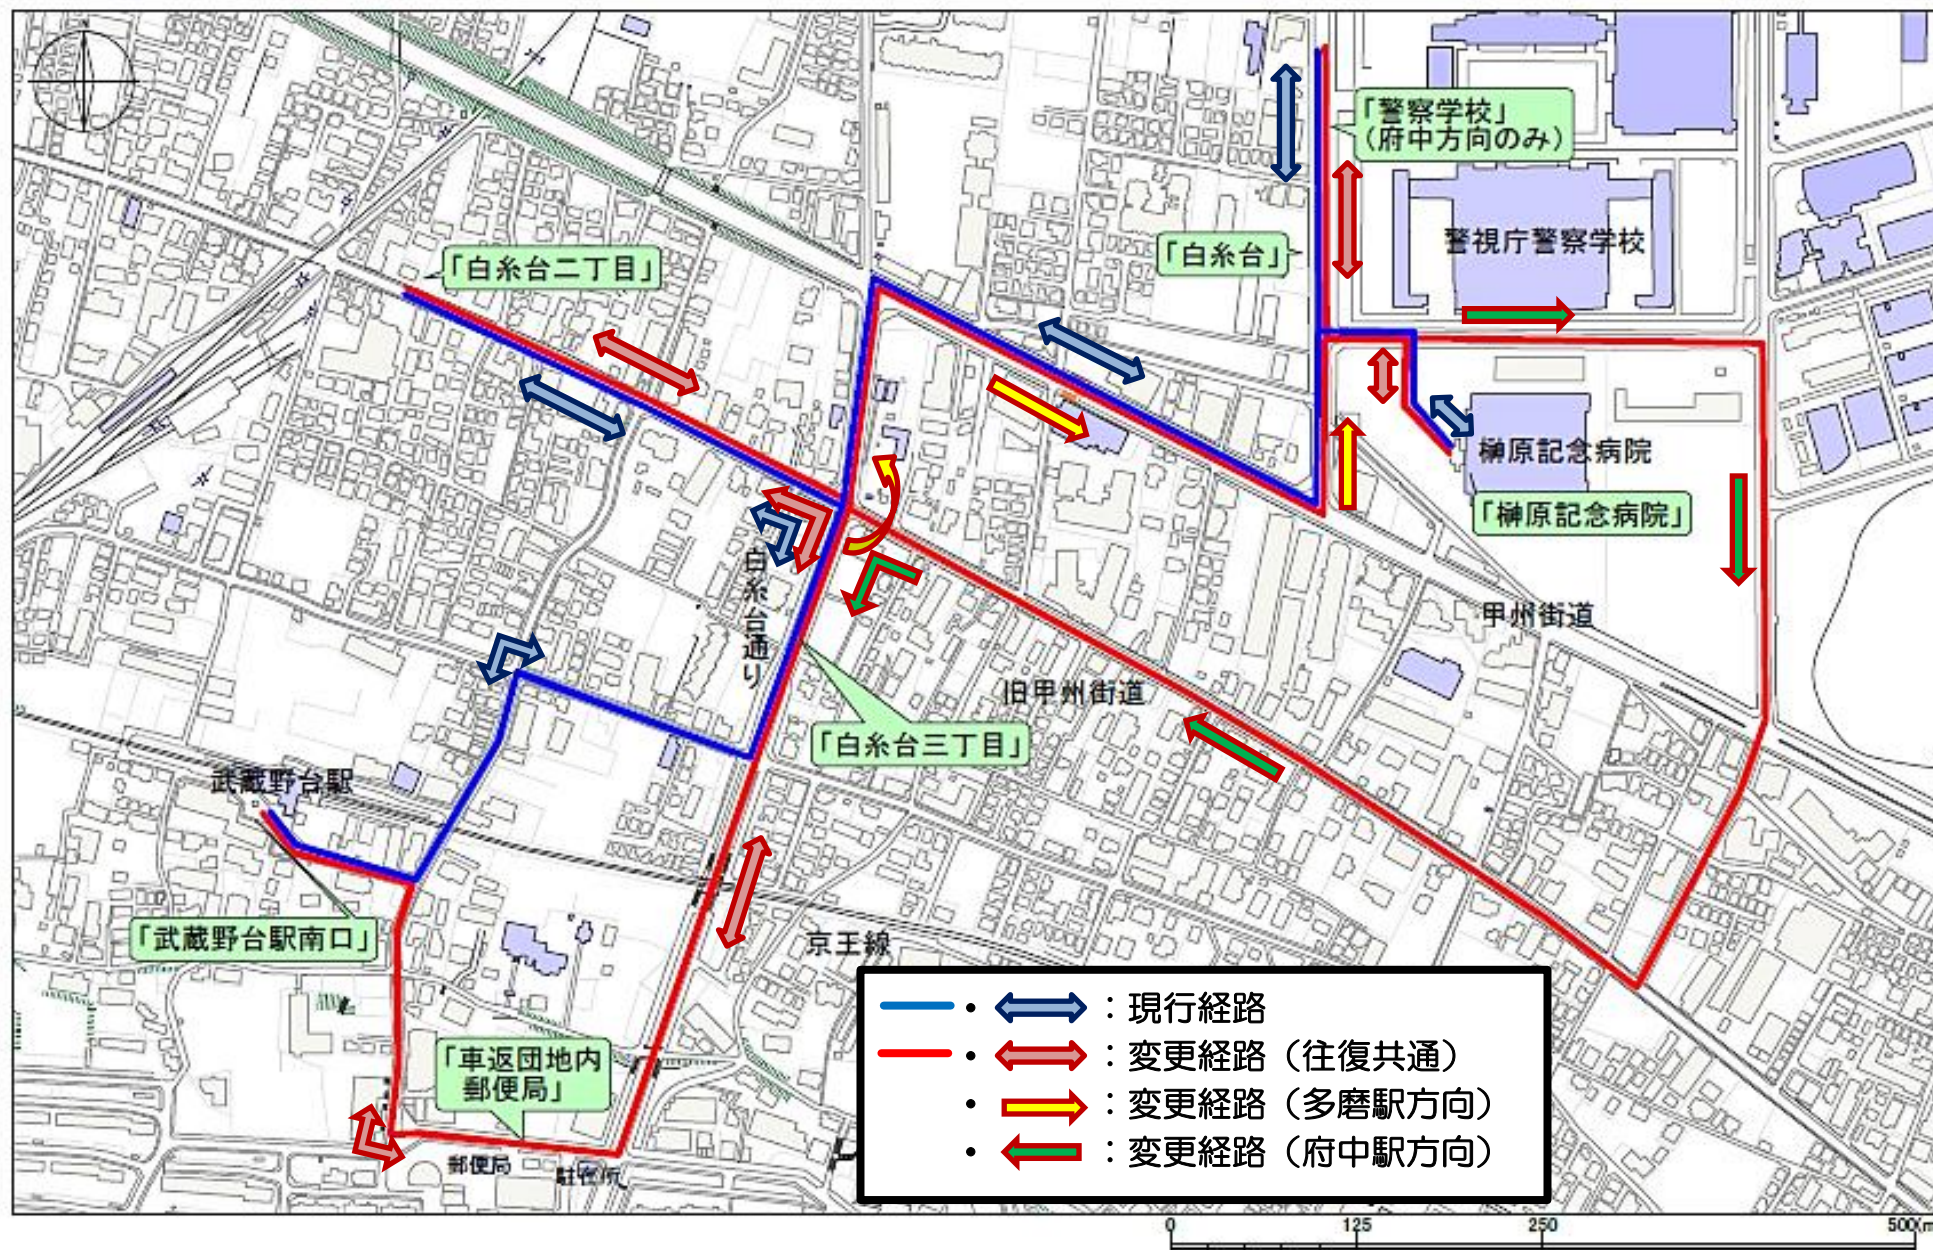 「警察学校」
（府中方向のみ）
「白糸台」
警視庁警察学校
「白糸台二丁目」
榊原記念病院
「榊原記念病院」
白糸台通り
甲州街道
旧甲州街道
「白糸台三丁目」
武蔵野台駅
「武蔵野台駅南口」
京王線
「車返団地内
郵便局」
郵便局
駐在所
・ ：現行経路
・ ：変更経路（往復共通）
・ ：変更経路（多磨駅方向）
・ ：変更経路（府中駅方向）
0 125 250 500(m